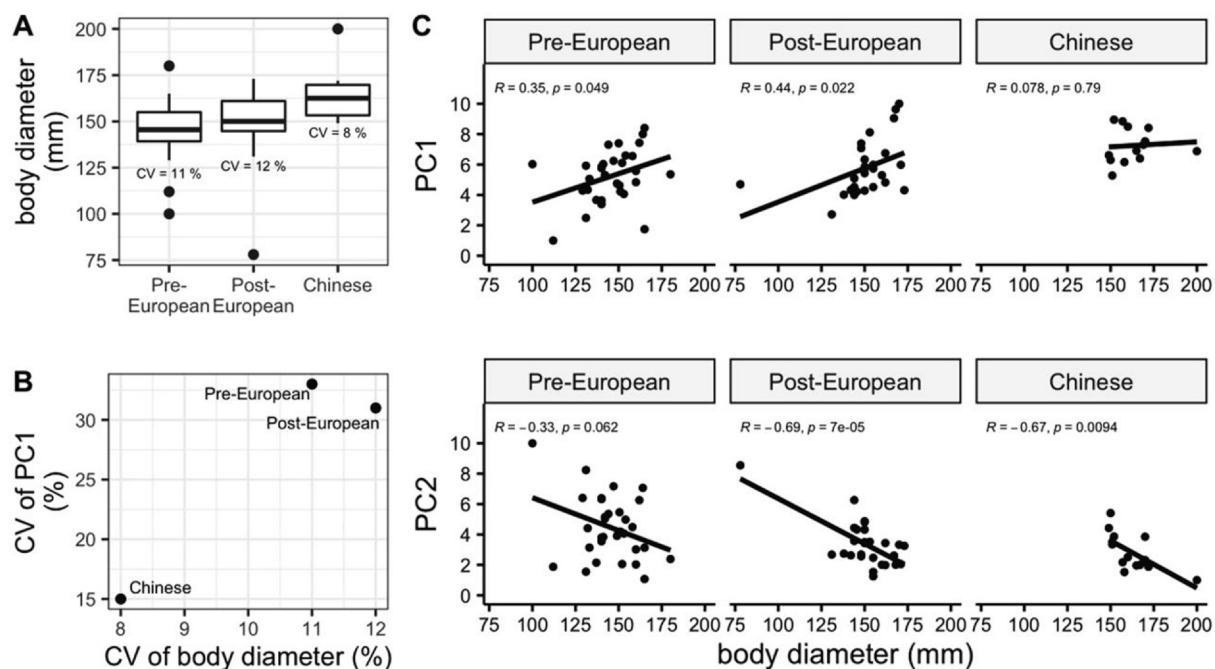 A
body diameter
(mm)
200
175
150
125
100
75
CV = 11 %
CV = 12 %
CV = 8 %
Pre-
European
Post-
European
Chinese
B
CV of PC1
(%)
30
25
20
15
Pre-European
Post-European
Chinese
8 9 10 11 12
CV of body diameter (%)
C
Pre-European Post-European Chinese
R = 0.35, p = 0.049
R = 0.44, p = 0.022
R = 0.078, p = 0.79
PC1
10
8
6
4
2
0
75 100 125 150 175 200 75 100 125 150 175 200 75 100 125 150 175 200
Pre-European Post-European Chinese
R = −0.33, p = 0.062
R = −0.69, p = 7e-05
R = −0.67, p = 0.0094
PC2
10
8
6
4
2
0
75 100 125 150 175 200 75 100 125 150 175 200 75 100 125 150 175 200
body diameter (mm)